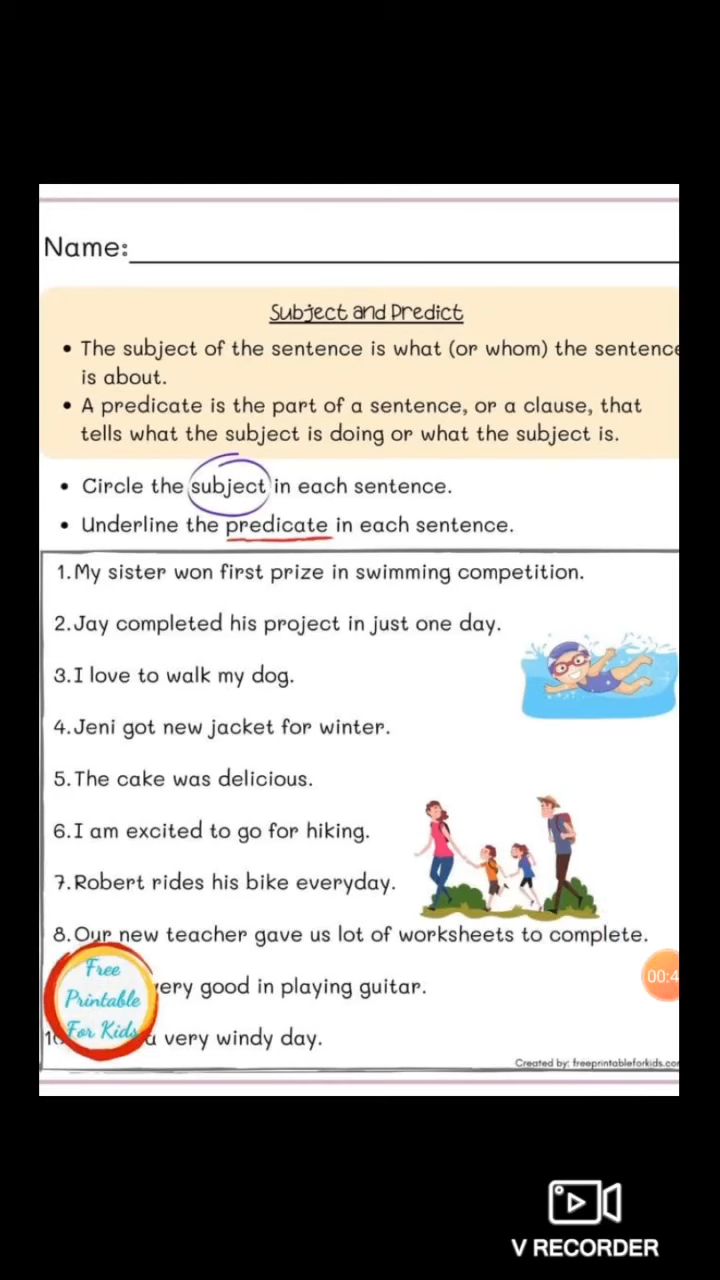 Name:
Subject and Predict
• The subject of the sentence is what (or whom) the sentence
is about.
• A predicate is the part of a sentence, or a clause, that
tells what the subject is doing or what the subject is.
• Circle the subject in each sentence.
• Underline the predicate in each sentence.
1.My sister won first prize in swimming competition.
2.Jay completed his project in just one day.
3.I love to walk my dog.
4.Jeni got new jacket for winter.
5.The cake was delicious.
6.I am excited to go for hiking.
7.Robert rides his bike everyday.
8.Our new teacher gave us lot of worksheets to complete.
good in playing guitar.
a very windy day.
Free
Printable
For Kids
00:4
Created by: freeprintableforkids.co
V RECORDER